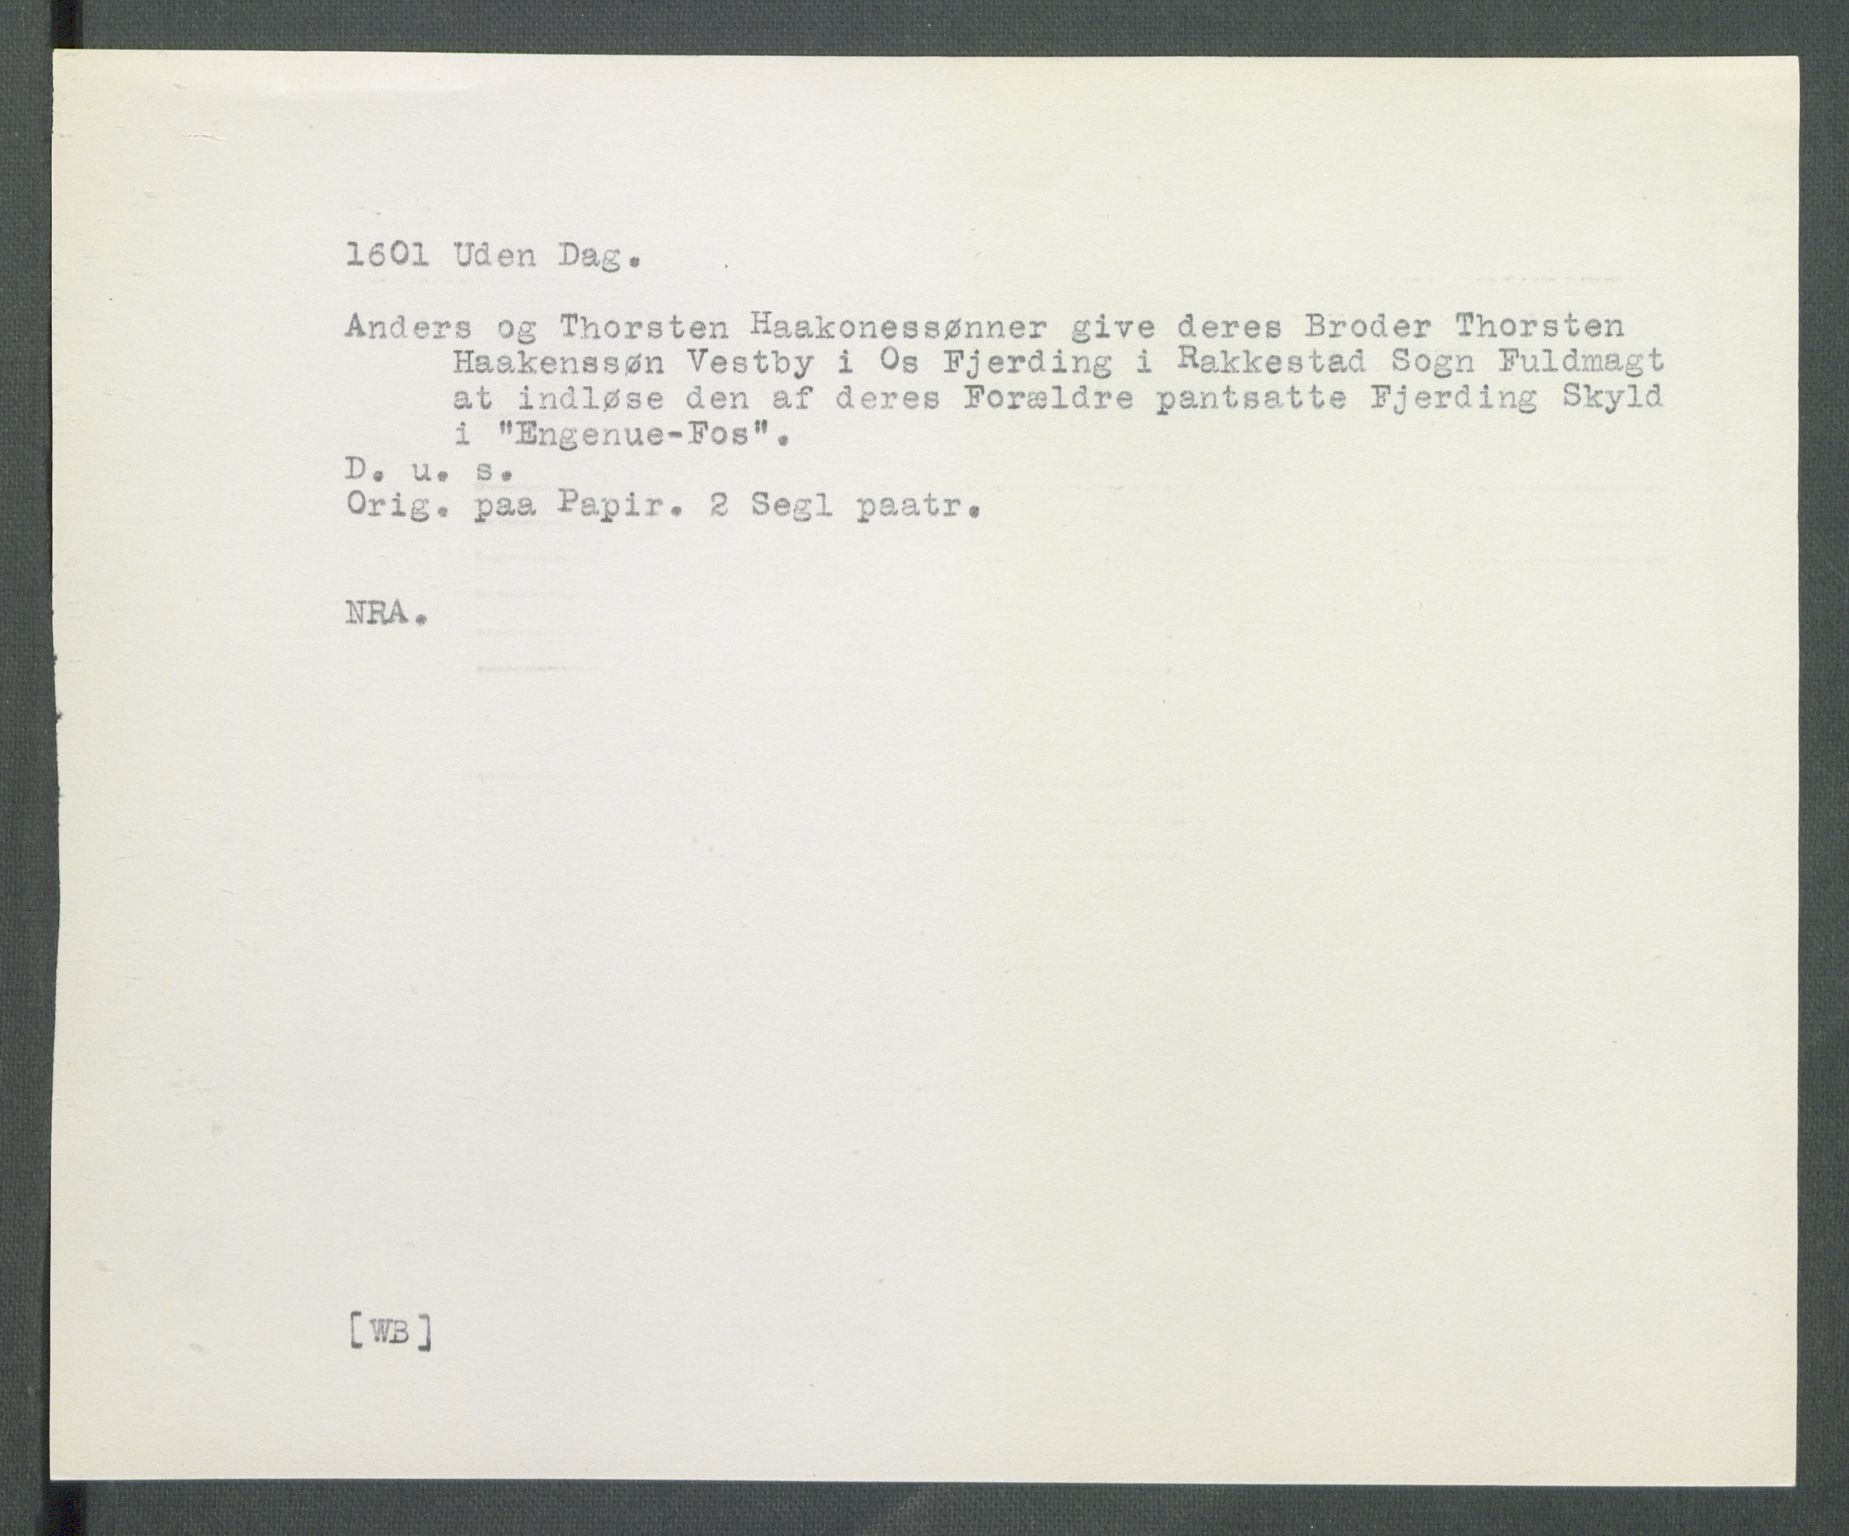 1601 Uden Dag.
Anders og Thorsten Haakonessønner give deres Broder Thorsten
Haakenssøn Vestby i Os Fjerding i Rakkestad Sogn Fuldmagt
at indløse den af deres Forældre pantsatte Fjerding Skyld
i "Engenue-Fos".
D. u. s.
Orig. paa Papir. 2 Segl paatr.
NRA.
[WB]